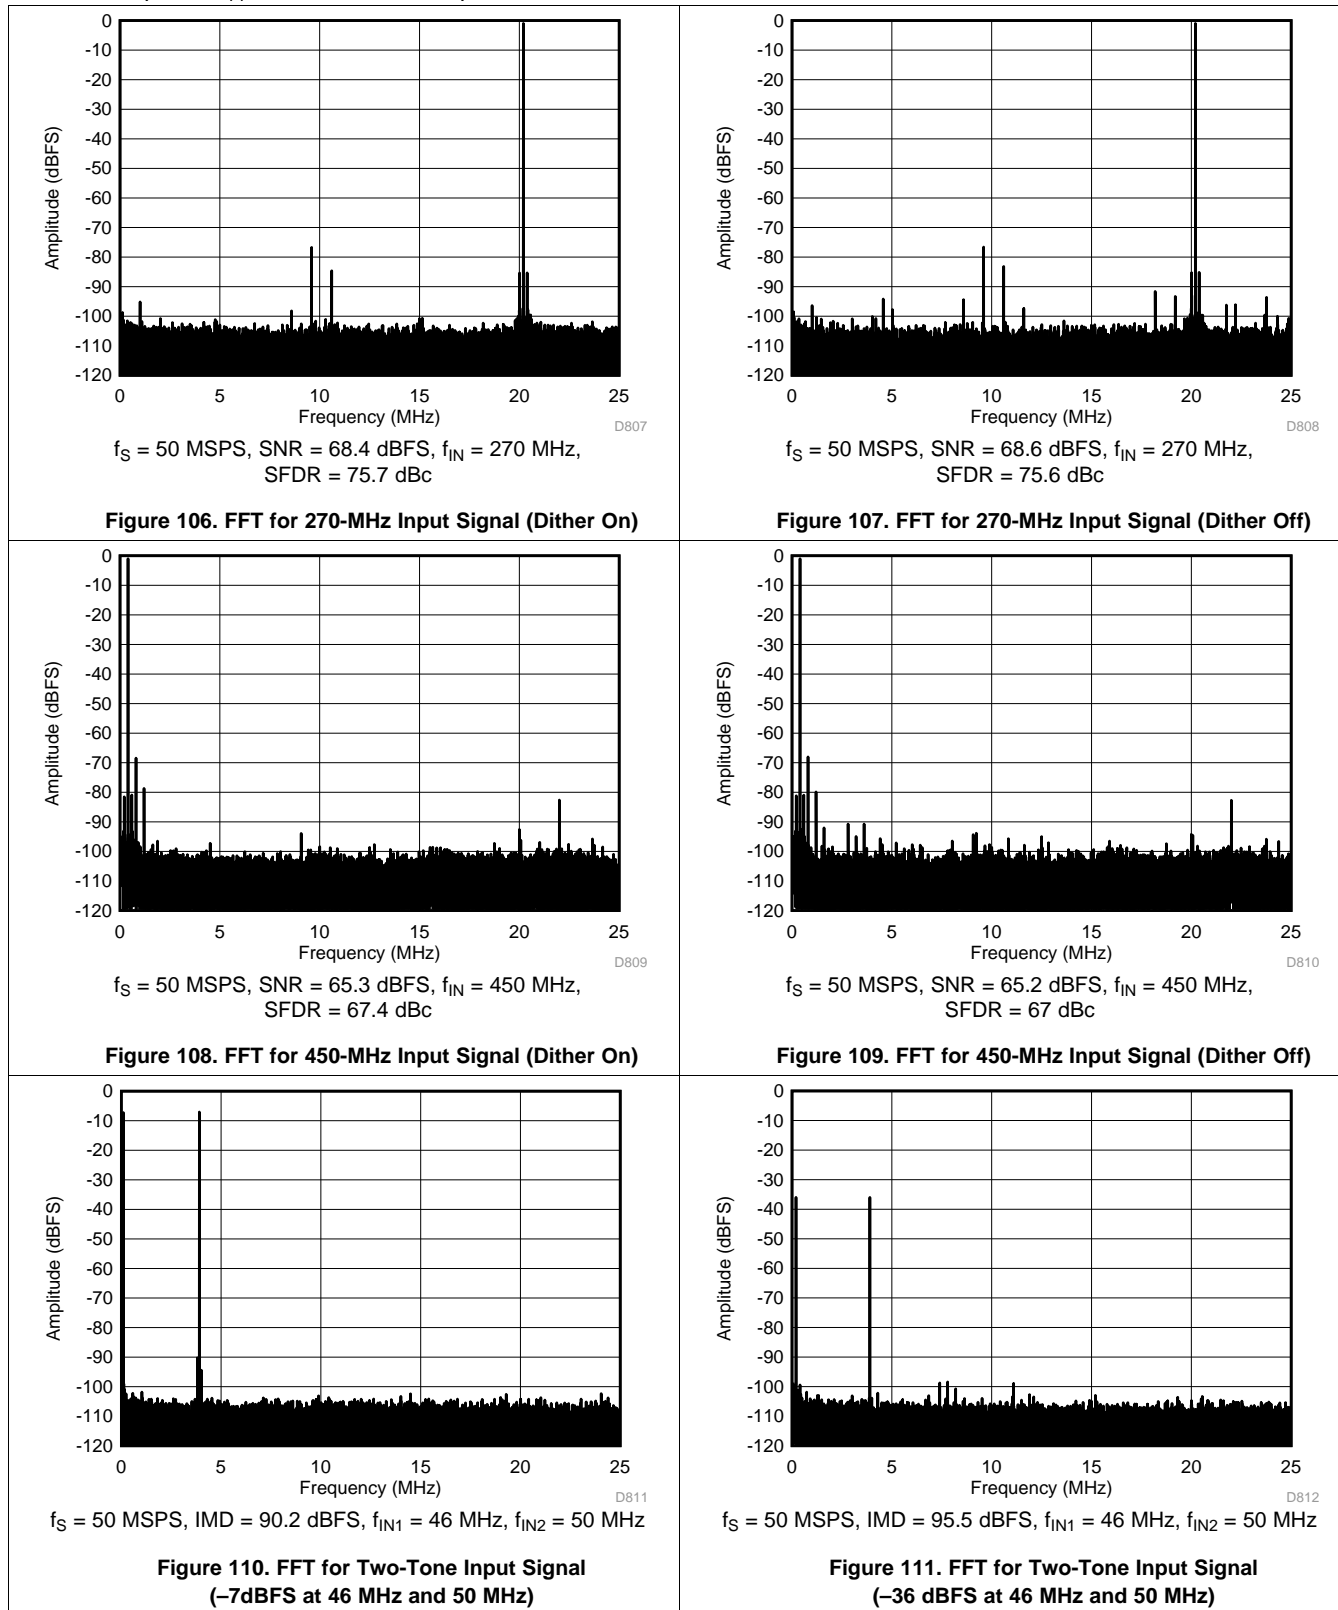 0
-10
-20
-30
-40
-50
-60
-70
-80
-90
-100
-110
-120
Amplitude (dBFS)
0 5 10 15 20 25
Frequency (MHz)
D807
fS = 50 MSPS, SNR = 68.4 dBFS, fIN = 270 MHz,
SFDR = 75.7 dBc
Figure 106. FFT for 270-MHz Input Signal (Dither On)
0
-10
-20
-30
-40
-50
-60
-70
-80
-90
-100
-110
-120
Amplitude (dBFS)
0 5 10 15 20 25
Frequency (MHz)
D808
fS = 50 MSPS, SNR = 68.6 dBFS, fIN = 270 MHz,
SFDR = 75.6 dBc
Figure 107. FFT for 270-MHz Input Signal (Dither Off)
0
-10
-20
-30
-40
-50
-60
-70
-80
-90
-100
-110
-120
Amplitude (dBFS)
0 5 10 15 20 25
Frequency (MHz)
D809
fS = 50 MSPS, SNR = 65.3 dBFS, fIN = 450 MHz,
SFDR = 67.4 dBc
Figure 108. FFT for 450-MHz Input Signal (Dither On)
0
-10
-20
-30
-40
-50
-60
-70
-80
-90
-100
-110
-120
Amplitude (dBFS)
0 5 10 15 20 25
Frequency (MHz)
D810
fS = 50 MSPS, SNR = 65.2 dBFS, fIN = 450 MHz,
SFDR = 67 dBc
Figure 109. FFT for 450-MHz Input Signal (Dither Off)
0
-10
-20
-30
-40
-50
-60
-70
-80
-90
-100
-110
-120
Amplitude (dBFS)
0 5 10 15 20 25
Frequency (MHz)
D811
fS = 50 MSPS, IMD = 90.2 dBFS, fIN1 = 46 MHz, fIN2 = 50 MHz
Figure 110. FFT for Two-Tone Input Signal
(–7dBFS at 46 MHz and 50 MHz)
0
-10
-20
-30
-40
-50
-60
-70
-80
-90
-100
-110
-120
Amplitude (dBFS)
0 5 10 15 20 25
Frequency (MHz)
D812
fS = 50 MSPS, IMD = 95.5 dBFS, fIN1 = 46 MHz, fIN2 = 50 MHz
Figure 111. FFT for Two-Tone Input Signal
(–36 dBFS at 46 MHz and 50 MHz)